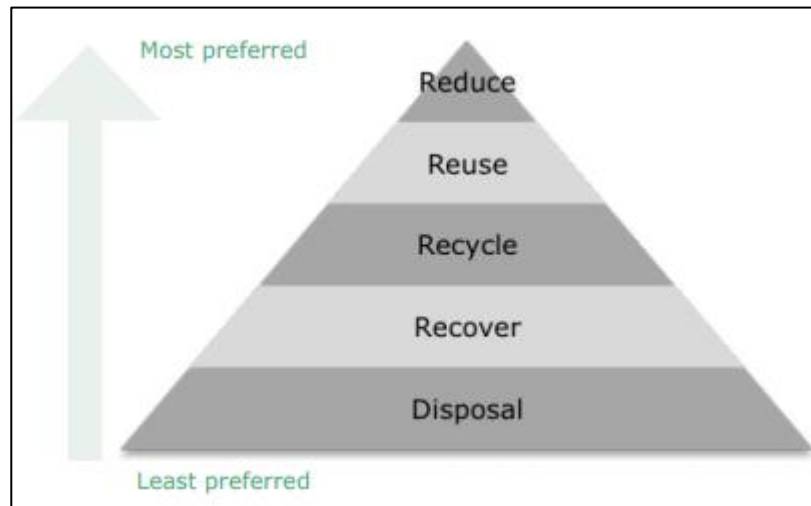 Most preferred
Reduce
Reuse
Recycle
Recover
Disposal
Least preferred